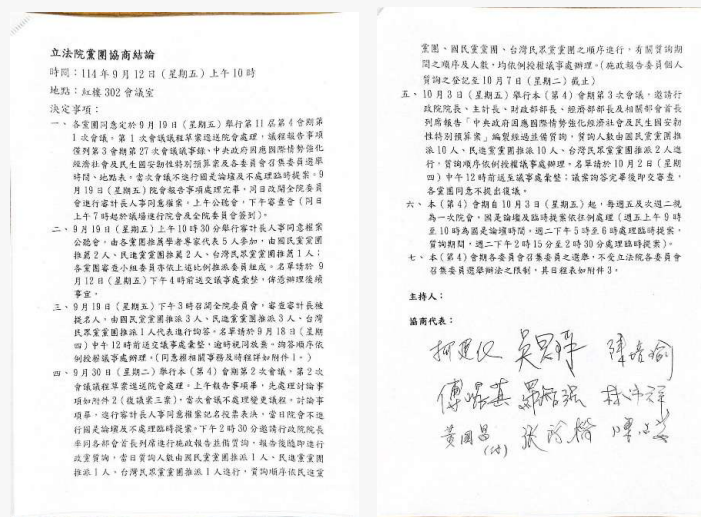 立法院黨團協商結論
時間：114年9月12日（星期五）上午10時
地點：紅樓302會議室
決定事項：
一、各黨團同意定於9月19日（星期五）舉行第11屆第4會期第
1次會議。第1次會議議程草案逕送院會處理，議程報告事項
僅列第3會期第27次會議議事錄、中央政府因應國際情勢強化
經濟社會及民生國安韌性特別預算案及各委員會召集委員選舉
時間、地點表。當次會議不進行國是論壇及不處理臨時提案。9
月19日（星期五）院會報告事項處理完畢，同日改開全院委員
會進行審計長人事同意權案，上午公聽會，下午審查會（同日
上午7時起於議場進行院會及全院委員會簽到）。
二、9月19日（星期五）上午10時30分舉行審計長人事同意權案
公聽會，由各黨團推薦學者專家代表5人參加，由國民黨黨團
推薦2人、民進黨黨團推薦2人、台灣民眾黨黨團推薦1人；
各黨團審查小組委員亦依上述比例推派委員組成。名單請於9
月12日（星期五）下午4時前送交議事處彙整，俾憑辦理後續
事宜。
三、9月19日（星期五）下午3時召開全院委員會，審查審計長被
提名人，由國民黨黨團推派3人、民進黨黨團推派3人、台灣
民眾黨黨團推派1人代表進行詢答。名單請於9月18日（星期
四）中午12時前送交議事處彙整，逾時視同放棄。詢答順序依
例授權議事處辦理。（同意權相關事務及時程詳如附件1。）
四、9月30日（星期二）舉行本（第4）會期第2次會議，第2次
會議議程草案逕送院會處理。上午報告事項畢，先處理討論事
項如附件2（復議案三案），當次會議不處理變更議程。討論事
項畢，進行審計長人事同意權案記名投票表決，當日院會不進
行國是論壇及不處理臨時提案。下午2時30分邀請行政院院長
率同各部會首長列席進行施政報告並備質詢，報告後隨即進行
政黨質詢，當日質詢人數由國民黨黨團推派1人、民進黨黨團
推派1人、台灣民眾黨黨團推派1人進行，質詢順序依民進黨
黨團、國民黨黨團、台灣民眾黨黨團之順序進行，有關質詢期
間之順序及人數，均依例授權議事處辦理。（施政報告委員個人
質詢之登記至10月7日（星期二）截止）
五、10月3日（星期五）舉行本（第4）會期第3次會議，邀請行
政院院長、主計長、財政部部長、經濟部部長及相關部會首長
列席報告「中央政府因應國際情勢強化經濟社會及民生國安韌
性特別預算案」編製經過並備質詢，質詢人數由國民黨黨團推
派10人、民進黨黨團推派10人、台灣民眾黨黨團推派2人進
行，質詢順序依例授權議事處辦理。名單請於10月2日（星期
四）中午12時前送至議事處彙整；議案詢答完畢後即交審查，
各黨團同意不提出復議。
六、本（第4）會期自10月3日（星期五）起，每週五及次週二視
為一次院會，國是論壇及臨時提案依往例處理（週五上午9時
至10時為國是論壇時間，週二下午5時至6時處理臨時提案，
質詢期間，週二下午2時15分至2時30分處理臨時提案）。
七、本（第4）會期各委員會召集委員之選舉，不受立法院各委員會
召集委員選舉辦法之限制，其日程表如附件3。
主持人：
協商代表：
柯建銘 吳思瑤 陳培瑜
傅崐萁 羅智強 林沛祥
黃國昌 張啓楷